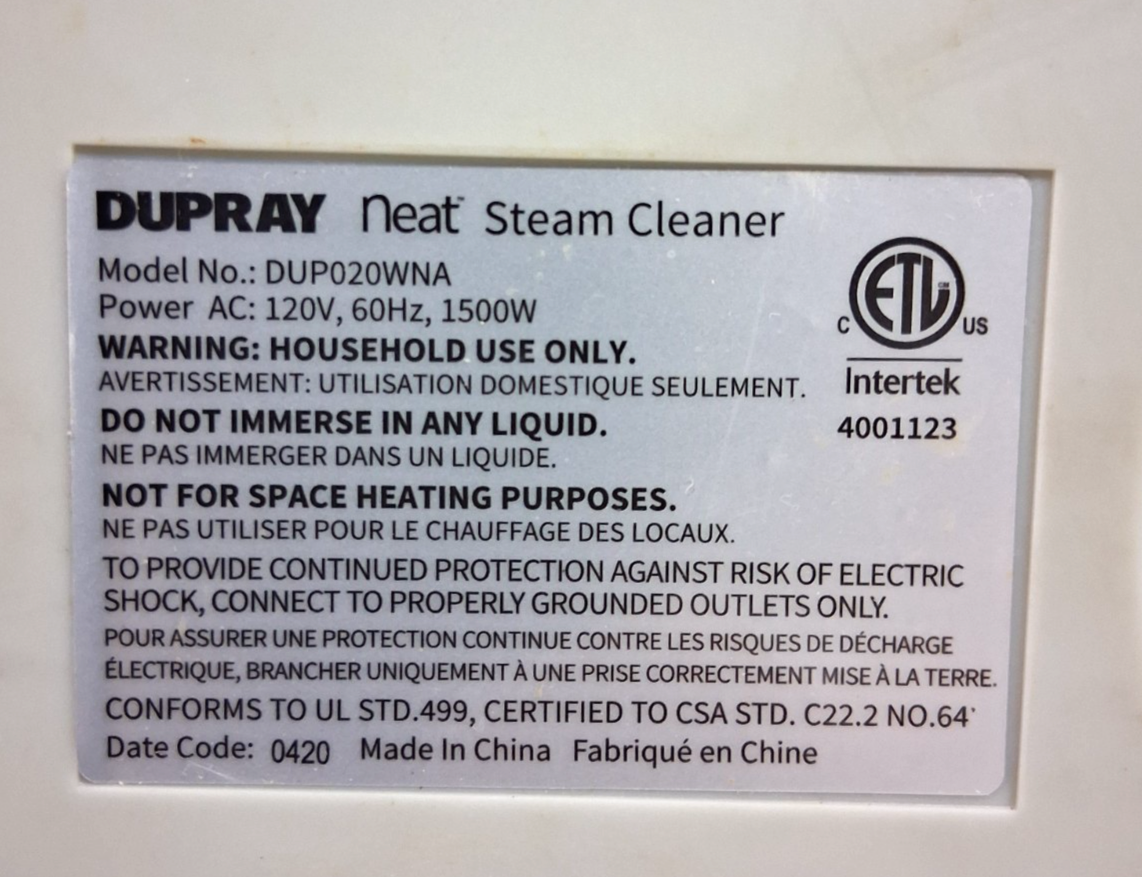 DUPRAY neat™ Steam Cleaner
Model No.: DUP020WNA
Power AC: 120V, 60Hz, 1500W
WARNING: HOUSEHOLD USE ONLY.
AVERTISSEMENT: UTILISATION DOMESTIQUE SEULEMENT.
DO NOT IMMERSE IN ANY LIQUID.
NE PAS IMMERGER DANS UN LIQUIDE.
NOT FOR SPACE HEATING PURPOSES.
NE PAS UTILISER POUR LE CHAUFFAGE DES LOCAUX.
TO PROVIDE CONTINUED PROTECTION AGAINST RISK OF ELECTRIC
SHOCK, CONNECT TO PROPERLY GROUNDED OUTLETS ONLY.
POUR ASSURER UNE PROTECTION CONTINUE CONTRE LES RISQUES DE DÉCHARGE
ÉLECTRIQUE, BRANCHER UNIQUEMENT À UNE PRISE CORRECTEMENT MISE À LA TERRE.
CONFORMS TO UL STD.499, CERTIFIED TO CSA STD. C22.2 NO.64
Date Code: 0420 Made In China Fabriqué en Chine
ETL CM
C US
Intertek
4001123